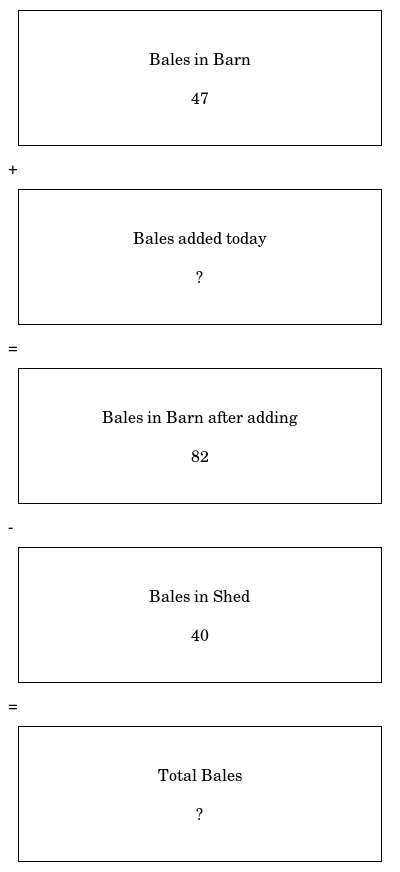 Bales in Barn
47
+
Bales added today
?
=
Bales in Barn after adding
82
-
Bales in Shed
40
=
Total Bales
?